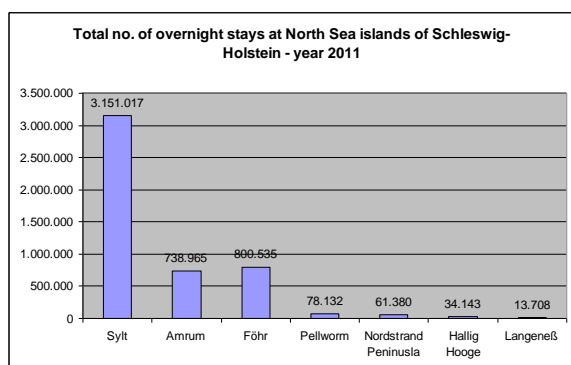 Total no. of overnight stays at North Sea islands of Schleswig-
Holstein - year 2011
3.500.000
3.000.000
2.500.000
2.000.000
1.500.000
1.000.000
500.000
0
3.151.017
738.965
800.535
78.132
61.380
34.143
13.708
Sylt
Amrum
Föhr
Pellworm
Nordstrand
Peninusla
Hallig
Hooge
Langeneß